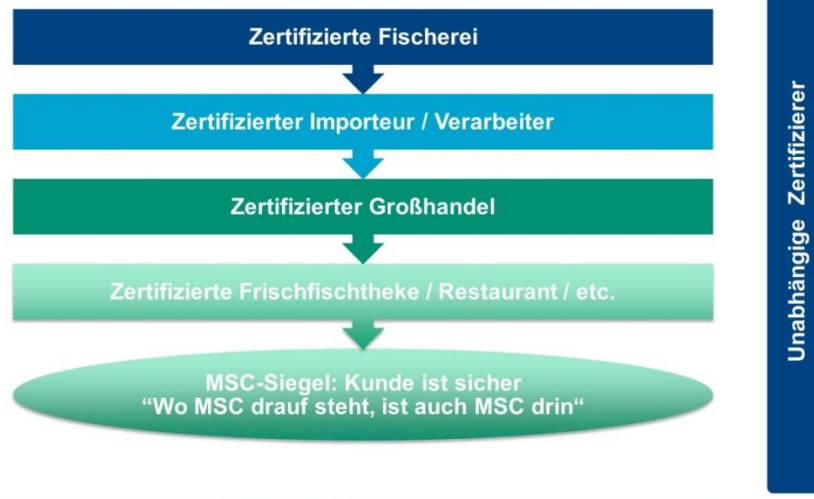 Zertifizierte Fischerei
Zertifizierter Importeur / Verarbeiter
Zertifizierter Großhandel
Zertifizierte Frischfischtheke / Restaurant / etc.
MSC-Siegel: Kunde ist sicher
“Wo MSC drauf steht, ist auch MSC drin“
Unabhängige Zertifizierer